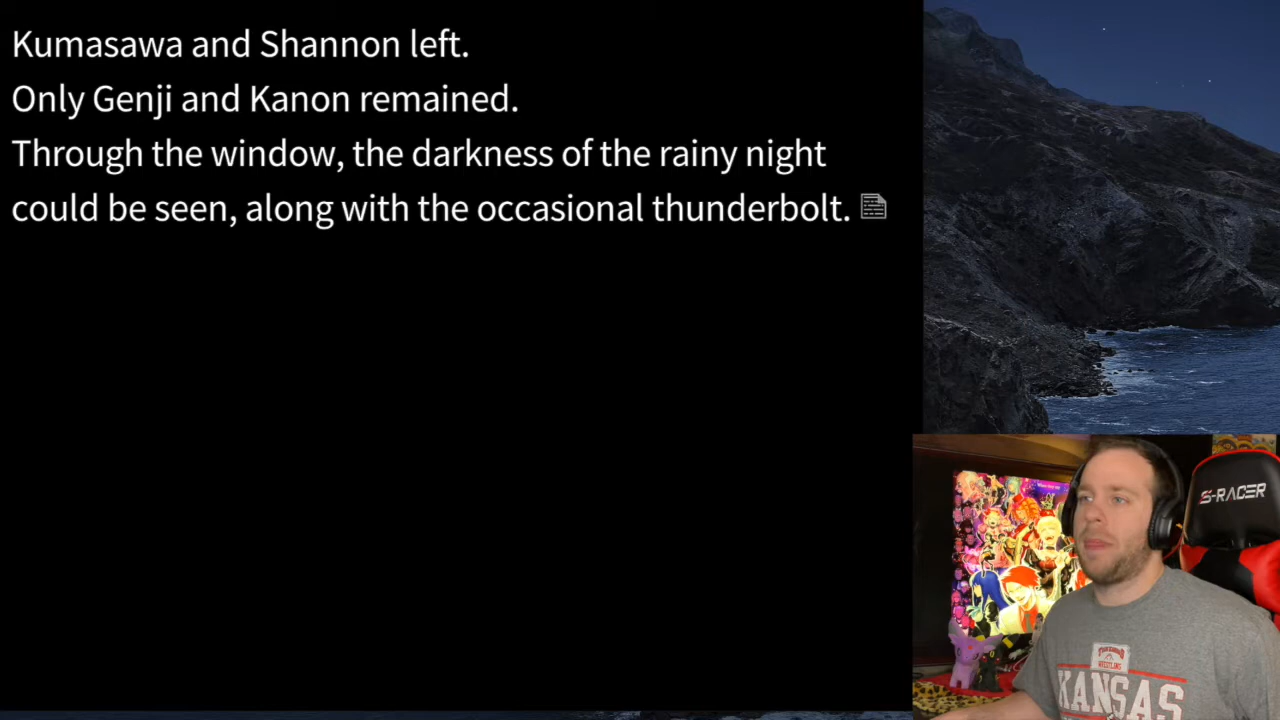 Kumasawa and Shannon left.
Only Genji and Kanon remained.
Through the window, the darkness of the rainy night
could be seen, along with the occasional thunderbolt.
S-RACER
WRESTLING
KANSAS